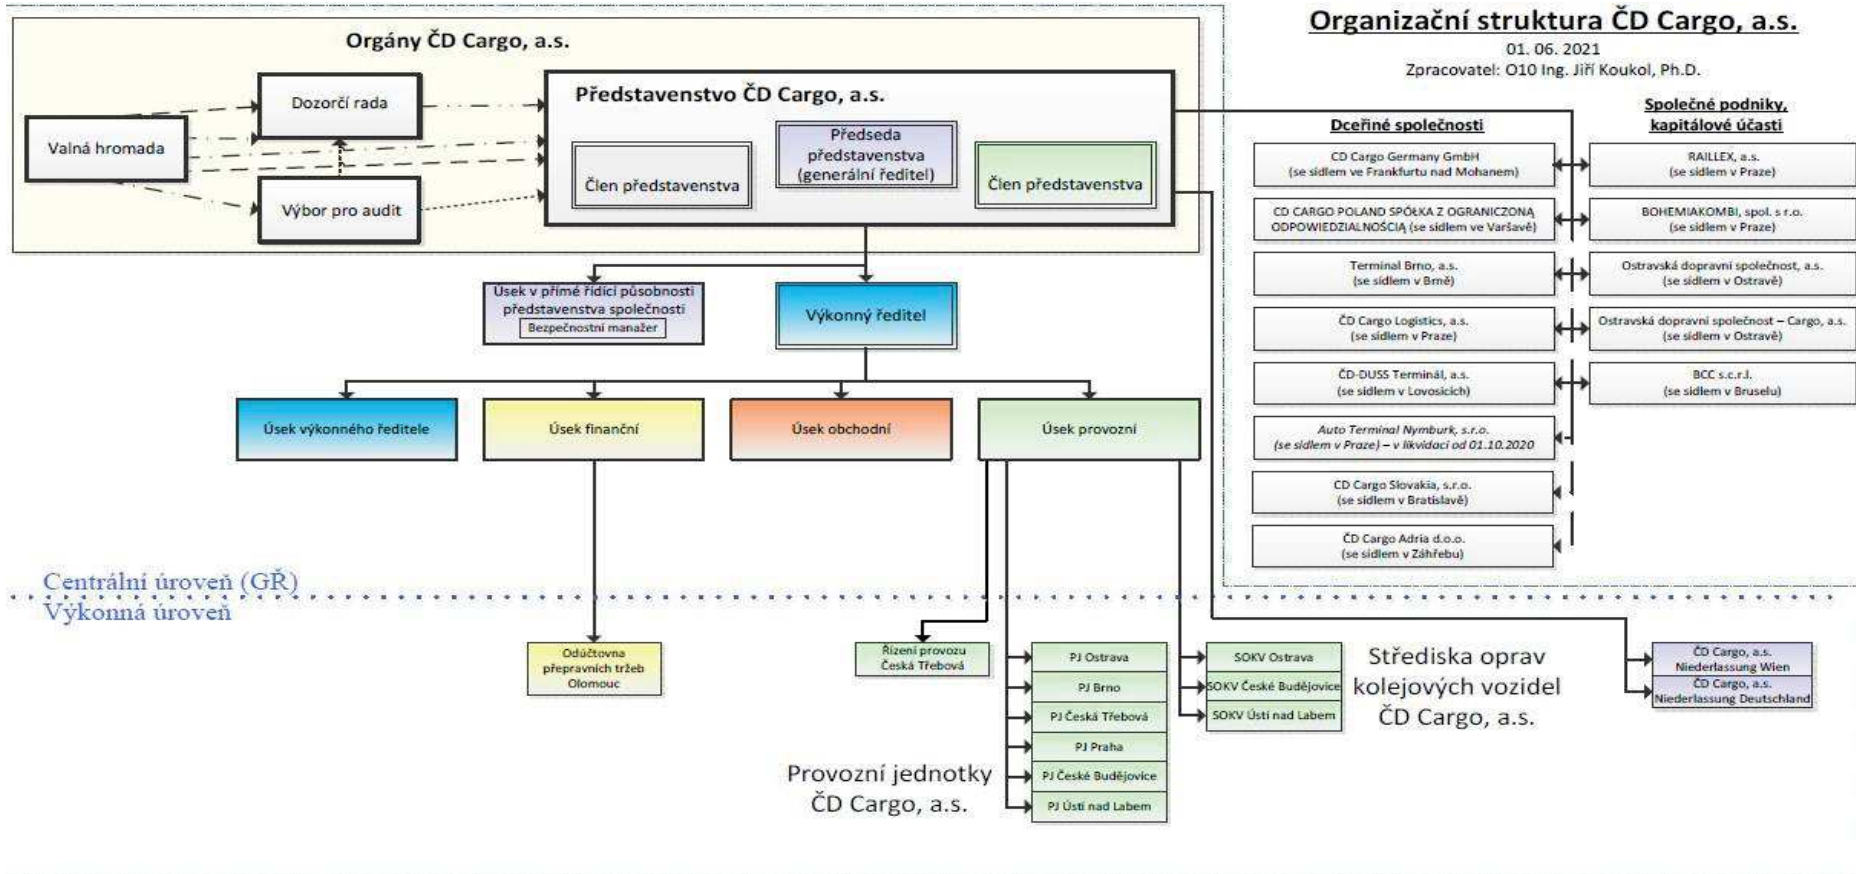 Organizační struktura ČD Cargo, a.s.
01. 06. 2021
Zpracovatel: O10 Ing. Jiří Koukol, Ph.D.
Orgány ČD Cargo, a.s.
Valná hromada
Dozorčí rada
Výbor pro audit
Představenstvo ČD Cargo, a.s.
Člen představenstva
Předseda
představenstva
(generální ředitel)
Člen představenstva
Úsek v přímé řídící působnosti
představenstva společnosti
Bezpečnostní manažer
Výkonný ředitel
Úsek výkonného ředitele
Úsek finanční
Úsek obchodní
Úsek provozní
Dceřiné společnosti
CD Cargo Germany GmbH
(se sídlem ve Frankfurtu nad Mohanem)
CD CARGO POLAND SPÓŁKA Z OGRANICZONĄ
ODPOWIEDZIALNOŚCIĄ (se sídlem ve Varšavě)
Terminal Brno, a.s.
(se sídlem v Brně)
ČD Cargo Logistics, a.s.
(se sídlem v Praze)
ČD-DUSS Terminál, a.s.
(se sídlem v Lovosicích)
Auto Terminal Nymburk, s.r.o.
(se sídlem v Praze) – v likvidaci od 01.10.2020
CD Cargo Slovakia, s.r.o.
(se sídlem v Bratislavě)
ČD Cargo Adria d.o.o.
(se sídlem v Záhřebu)
Společné podniky,
kapitálové účasti
RAILLEX, a.s.
(se sídlem v Praze)
BOHEMIAKOMBI, spol. s r.o.
(se sídlem v Praze)
Ostravská dopravní společnost, a.s.
(se sídlem v Ostravě)
Ostravská dopravní společnost – Cargo, a.s.
(se sídlem v Ostravě)
BCC s.c.r.l.
(se sídlem v Bruselu)
Centrální úroveň (GŘ)
Výkonná úroveň
Odúčtovna
přepravních tržeb
Olomouc
Řízení provozu
Česká Třebová
Provozní jednotky
ČD Cargo, a.s.
PJ Ostrava
PJ Brno
PJ Česká Třebová
PJ Praha
PJ České Budějovice
PJ Ústí nad Labem
SOKV Ostrava
SOKV České Budějovice
SOKV Ústí nad Labem
Střediska oprav
kolejových vozidel
ČD Cargo, a.s.
ČD Cargo, a.s.
Niederlassung Wien
ČD Cargo, a.s.
Niederlassung Deutschland